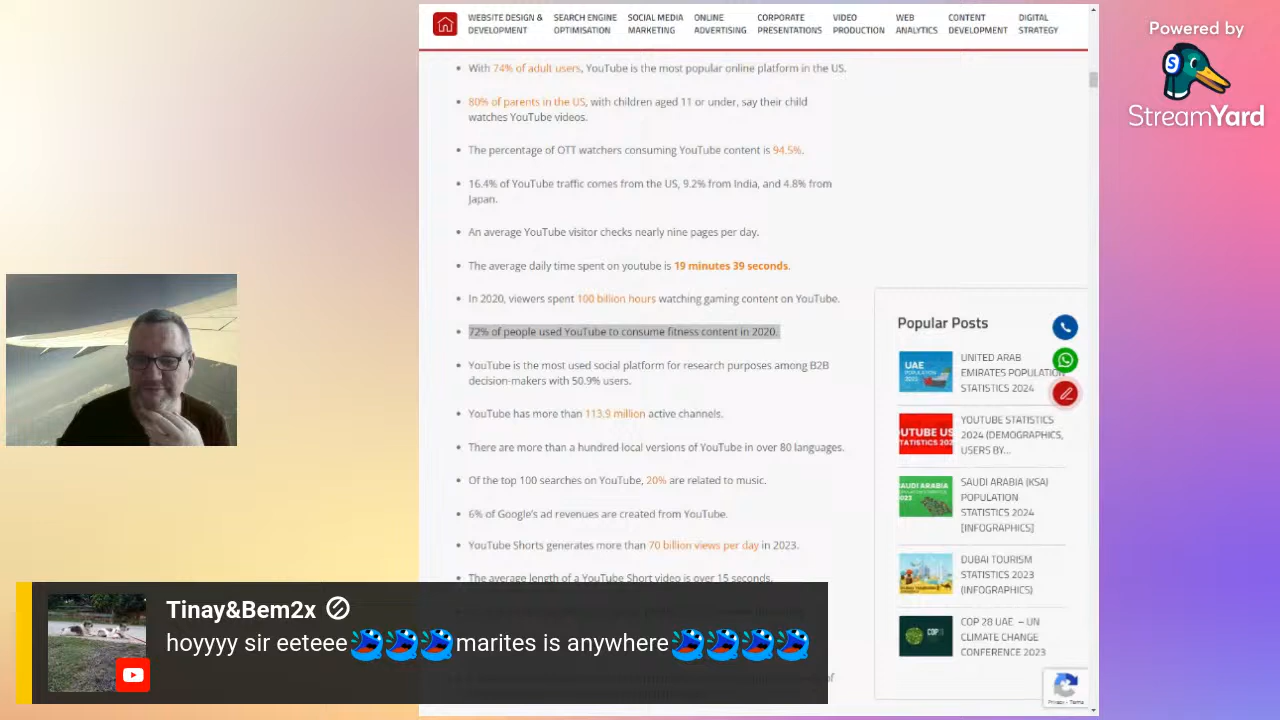 WEBSITE DESIGN &
DEVELOPMENT
SEARCH ENGINE
OPTIMISATION
SOCIAL MEDIA
MARKETING
ONLINE
ADVERTISING
CORPORATE
PRESENTATIONS
VIDEO
PRODUCTION
WEB
ANALYTICS
CONTENT
DEVELOPMENT
DIGITAL
STRATEGY
Powered by
StreamYard
With 74% of adult users, YouTube is the most popular online platform in the US.
80% of parents in the US, with children aged 11 or under, say their child
watches YouTube videos.
The percentage of OTT watchers consuming YouTube content is 94.5%.
16.4% of YouTube traffic comes from the US, 9.2% from India, and 4.8% from
Japan.
An average YouTube visitor checks nearly nine pages per day.
The average daily time spent on youtube is 19 minutes 39 seconds.
In 2020, viewers spent 100 billion hours watching gaming content on YouTube.
72% of people used YouTube to consume fitness content in 2020.
YouTube is the most used social platform for research purposes among B2B
decision-makers with 50.9% users.
YouTube has more than 113.9 million active channels.
There are more than a hundred local versions of YouTube in over 80 languages.
Of the top 100 searches on YouTube, 20% are related to music.
6% of Google's ad revenues are created from YouTube.
YouTube Shorts generates more than 70 billion views per day in 2023.
The average length of a YouTube Short video is over 15 seconds.
Popular Posts
UNITED ARAB
EMIRATES POPULATION
STATISTICS 2024
YOUTUBE STATISTICS
2024 (DEMOGRAPHICS,
USERS BY...
SAUDI ARABIA (KSA)
POPULATION
STATISTICS 2024
[INFOGRAPHICS]
DUBAI TOURISM
STATISTICS 2023
(INFOGRAPHICS)
COP 28 UAE – UN
CLIMATE CHANGE
CONFERENCE 2023
Privacy - Terms
Tinay&Bem2x
hoyyyy sir eeteee🤣🤣🤣marites is anywhere🤣🤣🤣🤣